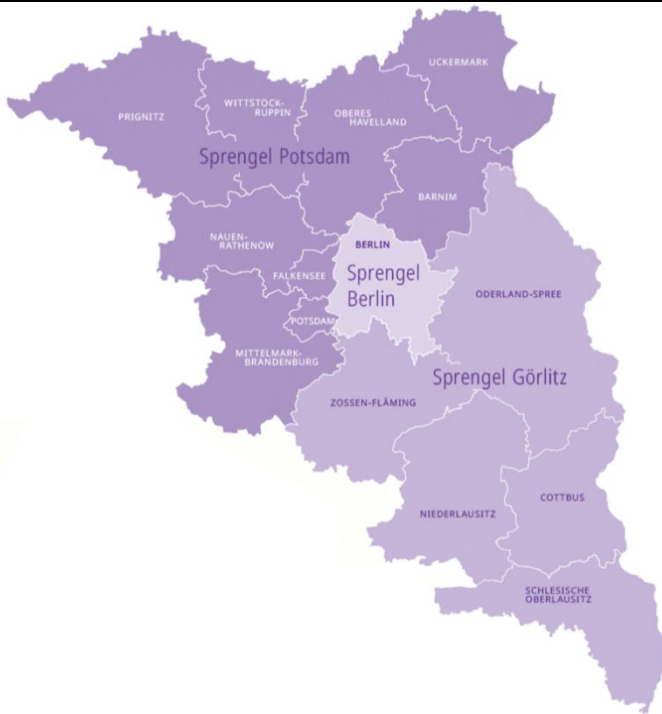 UCKERMARK
PRIGNITZ
WITTSTOCK-
RUPPIN
OBERES
HAVELLAND
Sprengel Potsdam
BARNIM
NAUEN-
RATHENOW
BERLIN
FALKENSEE
Sprengel
Berlin
ODERLAND-SPREE
POTSDAM
MITTELMARK-
BRANDENBURG
Sprengel Görlitz
ZOSSEN-FLÄMING
COTTBUS
NIEDERLAUSITZ
SCHLESISCHE
OBERLAUSITZ